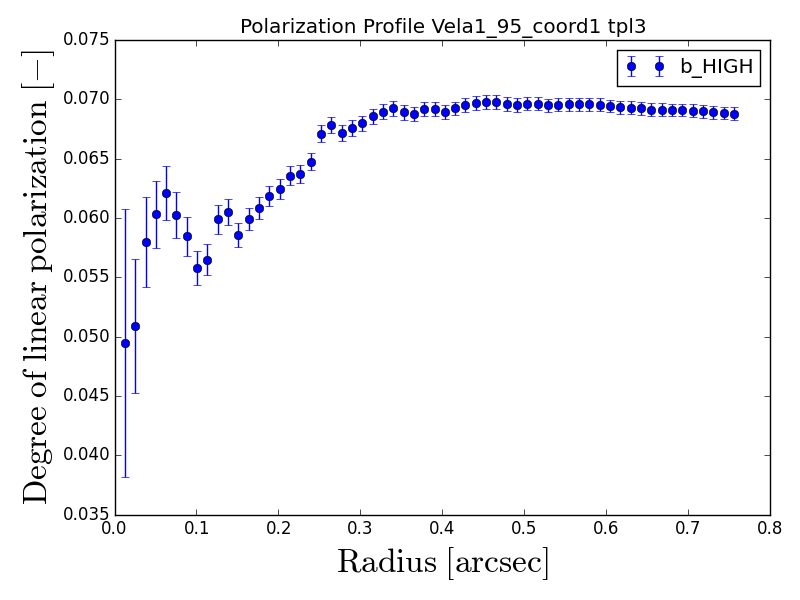 Polarization Profile Vela1_95_coord1 tpl3
b_HIGH
Degree of linear polarization [−]
0.075
0.070
0.065
0.060
0.055
0.050
0.045
0.040
0.035
0.0 0.1 0.2 0.3 0.4 0.5 0.6 0.7 0.8
Radius [arcsec]